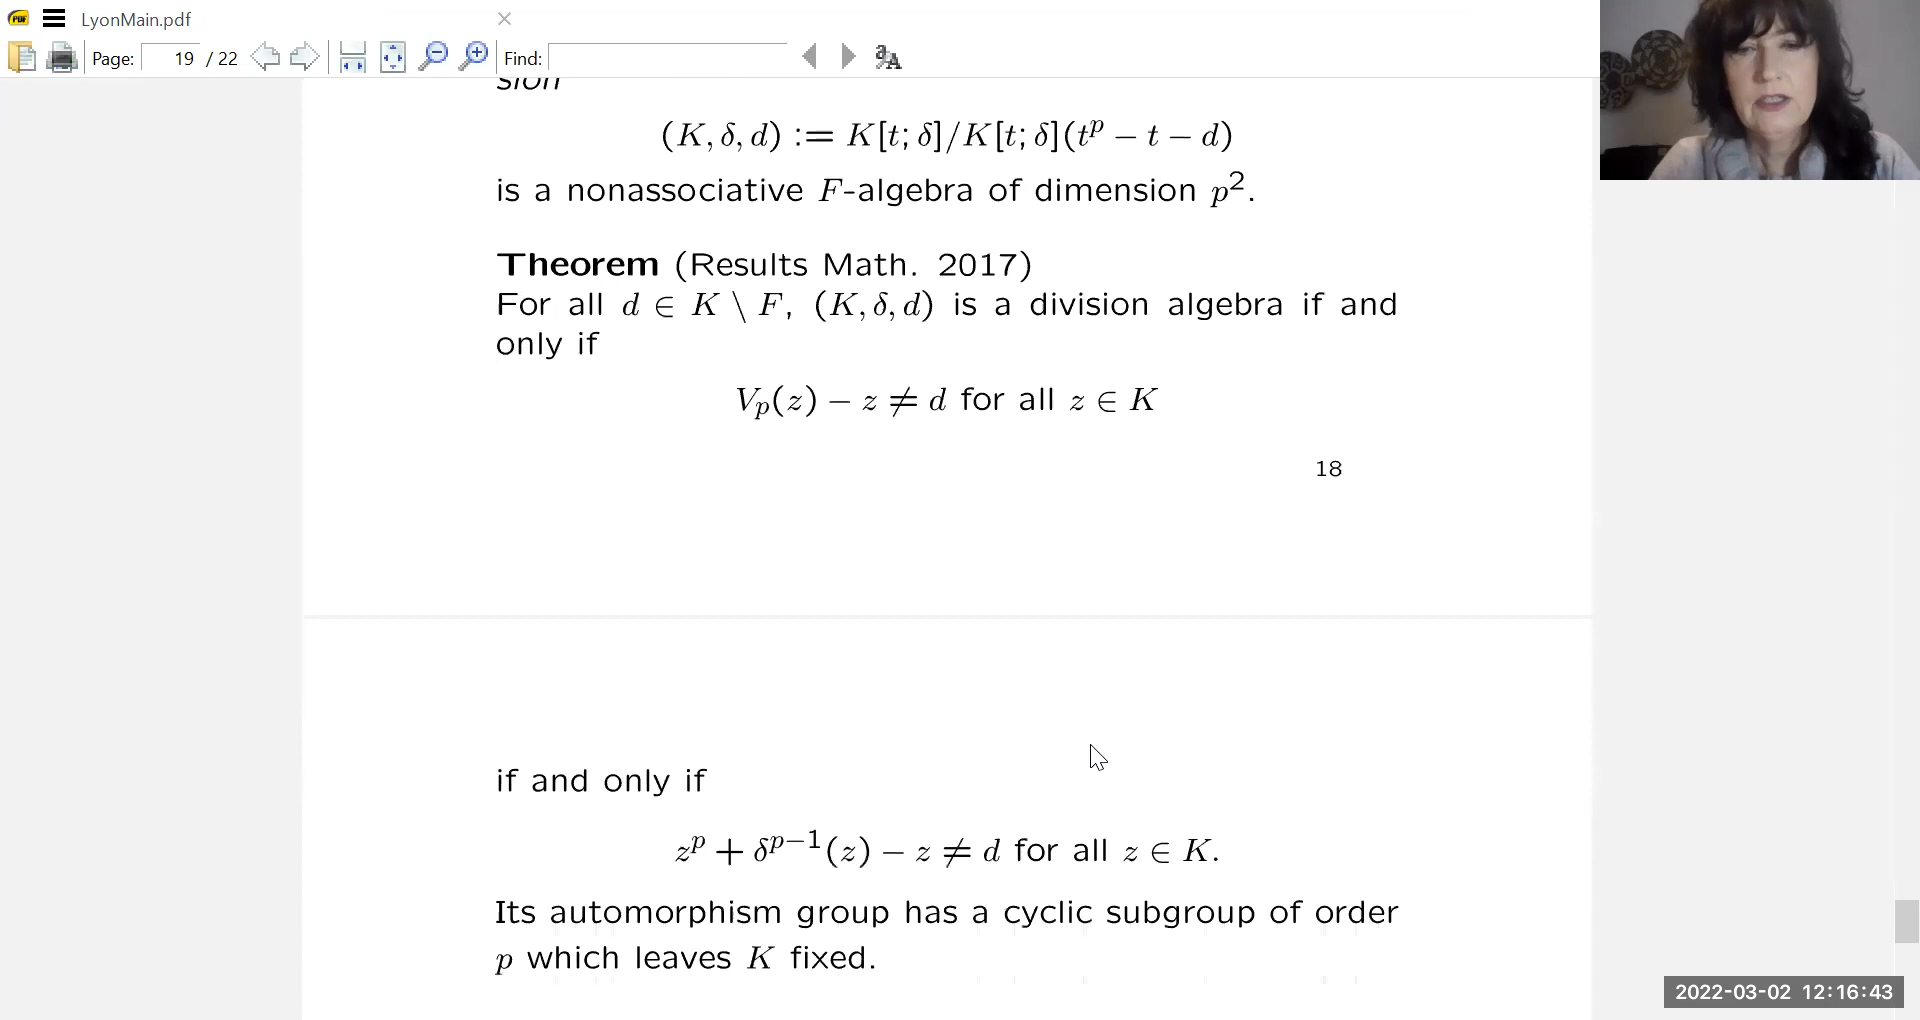 LyonMain.pdf
Page: 19 / 22 Find:
sion
(K, δ, d) := K[t; δ]/K[t; δ](t^p − t − d)
is a nonassociative F-algebra of dimension p².
Theorem (Results Math. 2017)
For all d ∈ K \ F, (K, δ, d) is a division algebra if and
only if
V_p(z) − z ≠ d for all z ∈ K
18
if and only if
z^p + δ^{p−1}(z) − z ≠ d for all z ∈ K.
Its automorphism group has a cyclic subgroup of order
p which leaves K fixed.
2022-03-02 12:16:43